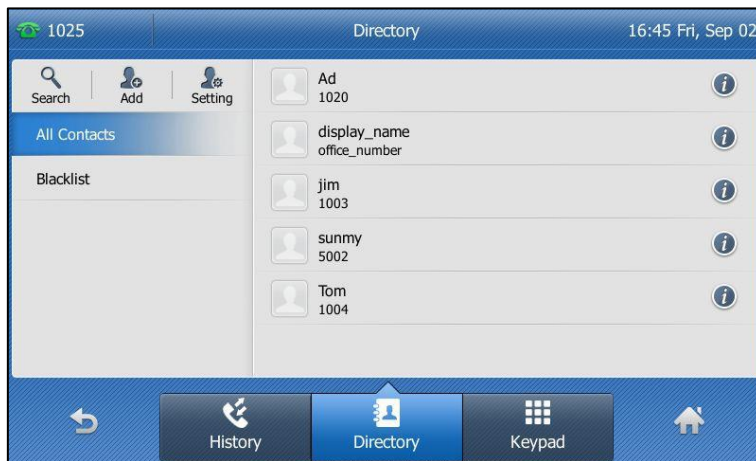 1025
Directory
16:45 Fri, Sep 02
Search
Add
Setting
All Contacts
Blacklist
Ad
1020
display_name
office_number
jim
1003
sunmy
5002
Tom
1004
History
Directory
Keypad